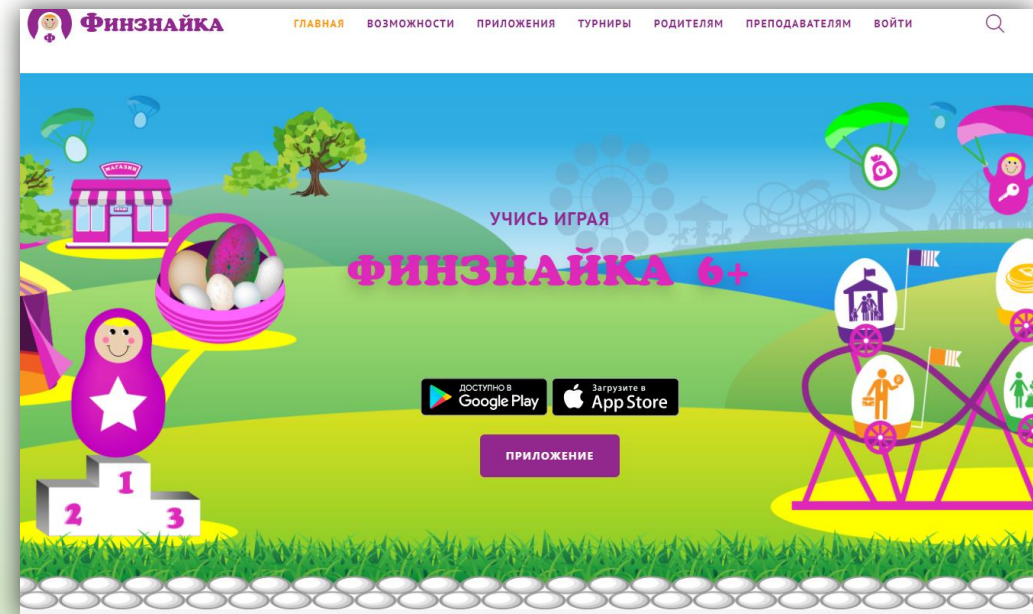 Финзнайка
ГЛАВНАЯ ВОЗМОЖНОСТИ ПРИЛОЖЕНИЯ ТУРНИРЫ РОДИТЕЛЯМ ПРЕПОДАВАТЕЛЯМ ВОЙТИ
МАГАЗИН
УЧИСЬ ИГРАЯ
ФИНЗНАЙКА 6+
ДОСТУПНО В
Google Play
Загрузите в
App Store
ПРИЛОЖЕНИЕ
1
2
3